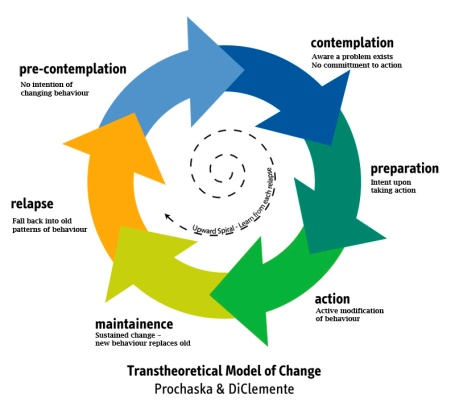 contemplation
Aware a problem exists
No committment to action
pre-contemplation
No intention of
changing behaviour
preparation
Intent upon
taking action
Upward Spiral - Learn from each relapse
relapse
Fall back into old
patterns of behaviour
action
Active modification
of behaviour
maintainence
Sustained change –
new behaviour replaces old
Transtheoretical Model of Change
Prochaska & DiClemente